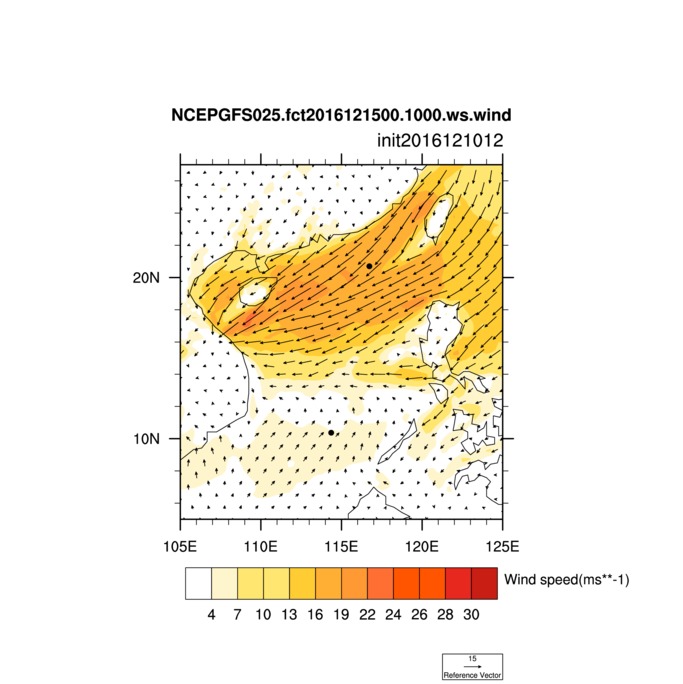 NCEPGFS025.fct2016121500.1000.ws.wind
init2016121012
20N
10N
105E 110E 115E 120E 125E
Wind speed(ms**-1)
4 7 10 13 16 19 22 24 26 28 30
15
Reference Vector